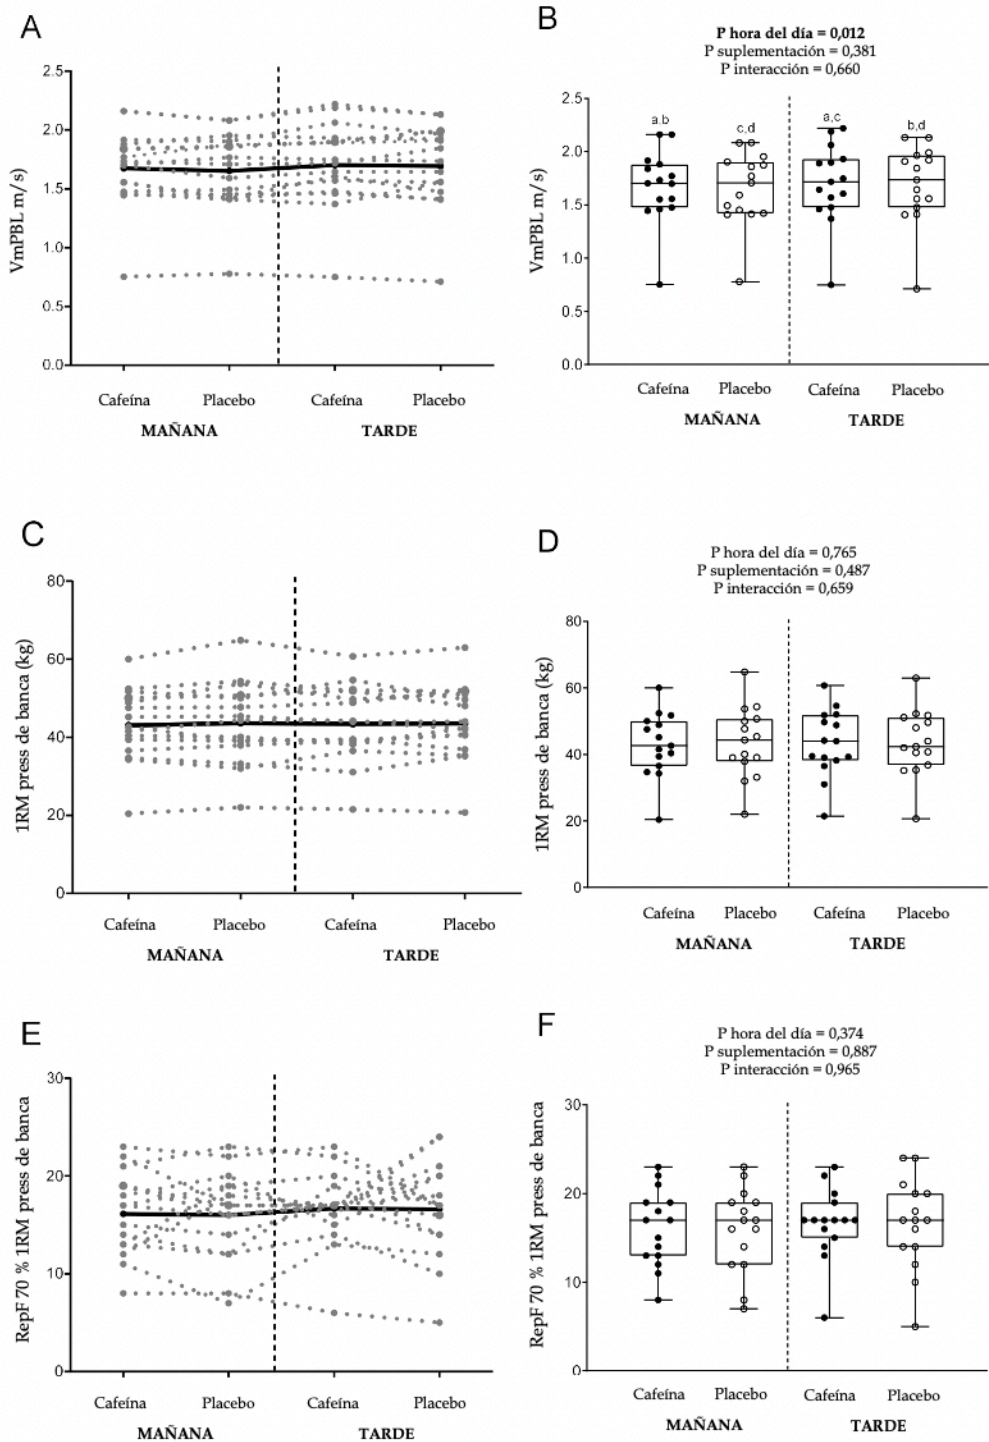 A
VmPBL m/s)
2.5
2.0
1.5
1.0
0.5
0.0
Cafeína Placebo Cafeína Placebo
MAÑANA TARDE
B
P hora del día = 0,012
P suplementación = 0,381
P interacción = 0,660
VmPBL m/s)
2.5
2.0
1.5
1.0
0.5
0.0
a.b c,d a,c b,d
Cafeína Placebo Cafeína Placebo
MAÑANA TARDE
C
1RM press de banca (kg)
80
60
40
20
0
Cafeína Placebo Cafeína Placebo
MAÑANA TARDE
D
P hora del día = 0,765
P suplementación = 0,487
P interacción = 0,659
1RM press de banca (kg)
80
60
40
20
0
Cafeína Placebo Cafeína Placebo
MAÑANA TARDE
E
RepF 70 % 1RM press de banca
30
20
10
0
Cafeína Placebo Cafeína Placebo
MAÑANA TARDE
F
P hora del día = 0,374
P suplementación = 0,887
P interacción = 0,965
RepF 70 % 1RM press de banca
30
20
10
0
Cafeína Placebo Cafeína Placebo
MAÑANA TARDE